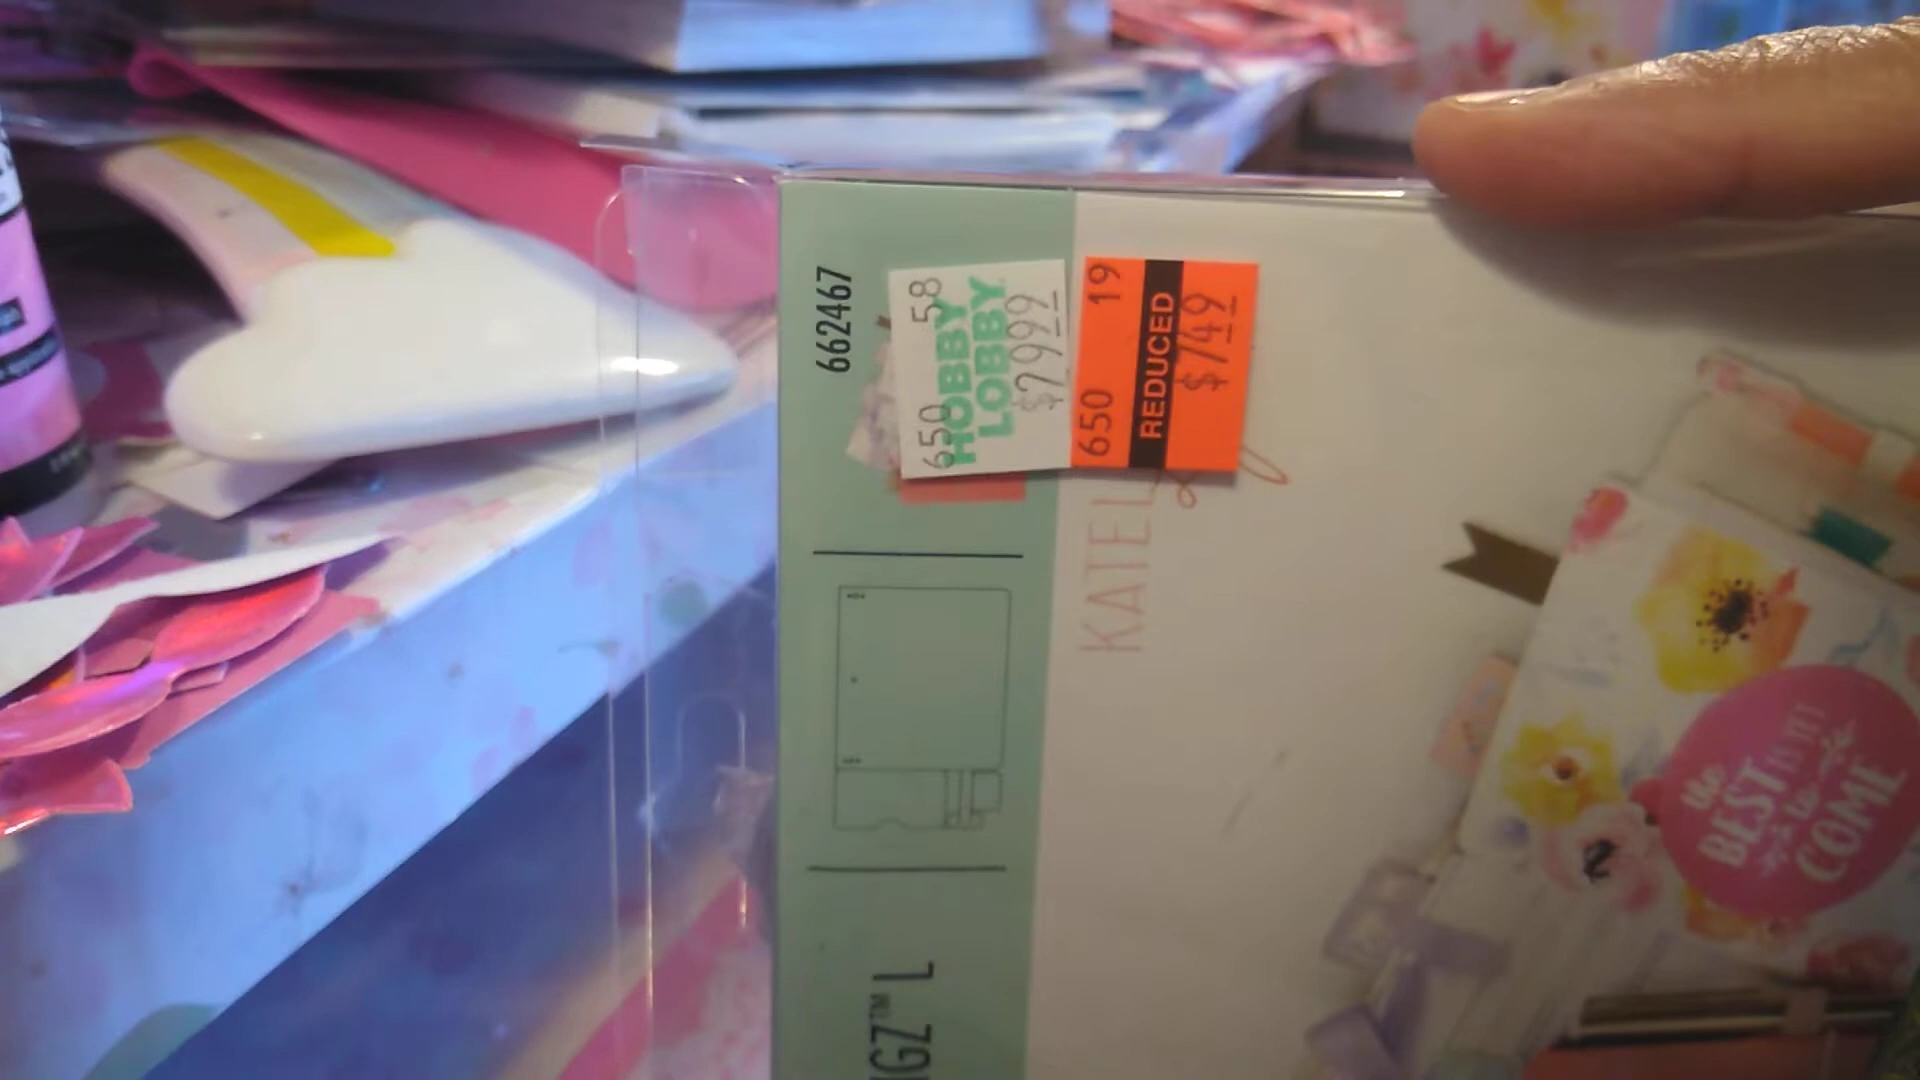 662467
650 58
HOBBY
LOBBY
$29.99
650 19
REDUCED
$7.49
KATEL
the
BEST IS YET
to
COME
GZ™ L